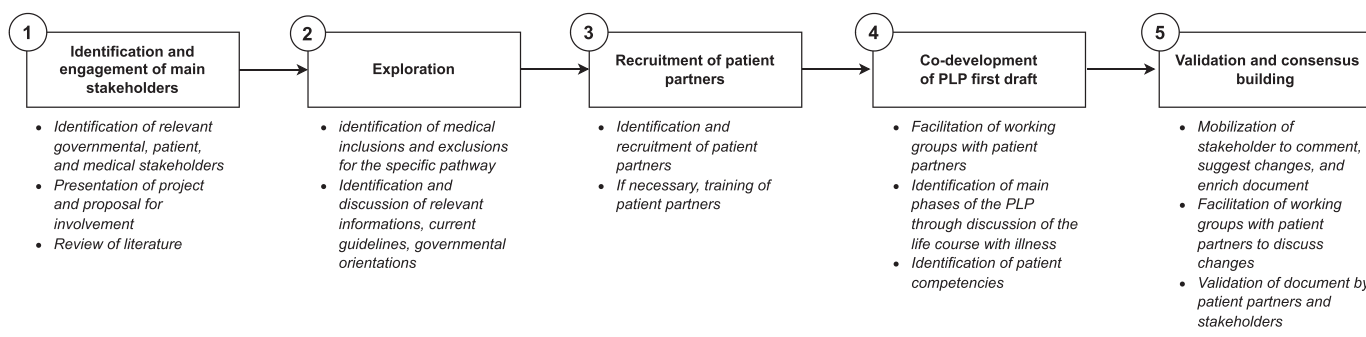 1
Identification and
engagement of main
stakeholders
• Identification of relevant
governmental, patient,
and medical stakeholders
• Presentation of project
and proposal for
involvement
• Review of literature
2
Exploration
• identification of medical
inclusions and exclusions
for the specific pathway
• Identification and
discussion of relevant
informations, current
guidelines, governmental
orientations
3
Recruitment of patient
partners
• Identification and
recruitment of patient
partners
• If necessary, training of
patient partners
4
Co-development
of PLP first draft
• Facilitation of working
groups with patient
partners
• Identification of main
phases of the PLP
through discussion of the
life course with illness
• Identification of patient
competencies
5
Validation and consensus
building
• Mobilization of
stakeholder to comment,
suggest changes, and
enrich document
• Facilitation of working
groups with patient
partners to discuss
changes
• Validation of document by
patient partners and
stakeholders